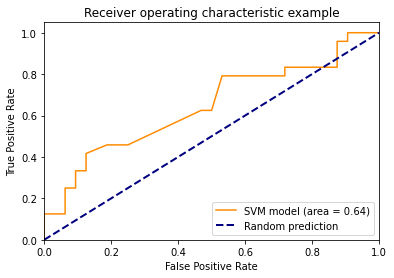 Receiver operating characteristic example
True Positive Rate
1.0
0.8
0.6
0.4
0.2
0.0
SVM model (area = 0.64)
Random prediction
0.0 0.2 0.4 0.6 0.8 1.0
False Positive Rate